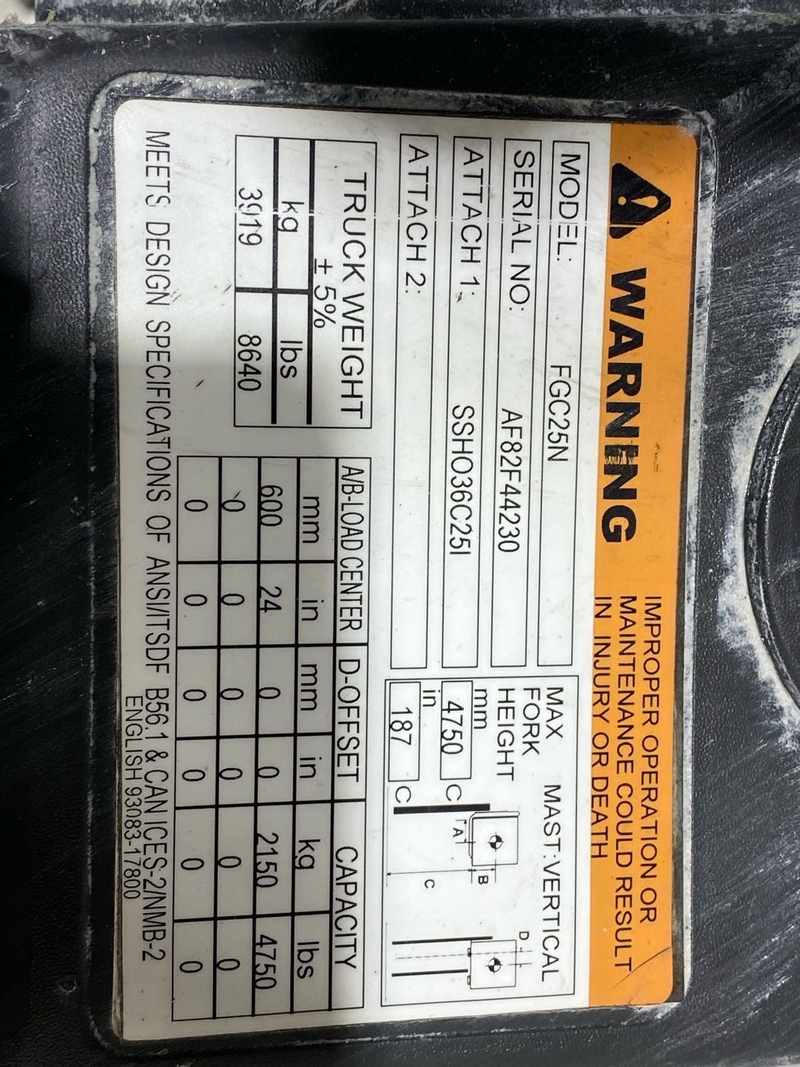 WARNING
IMPROPER OPERATION OR
MAINTENANCE COULD RESULT
IN INJURY OR DEATH
MODEL: FGC25N
SERIAL NO: AF82F44230
ATTACH 1: SSHO36C25I
ATTACH 2:
MAX
FORK
HEIGHT
mm
4750 C
in
187 C
MAST:VERTICAL
A
B
C
D
TRUCK WEIGHT
± 5%
kg lbs
3919 8640
A/B-LOAD CENTER D-OFFSET CAPACITY
mm in mm in kg lbs
600 24 0 0 2150 4750
0 0 0 0 0 0
0 0 0 0 0 0
MEETS DESIGN SPECIFICATIONS OF ANSI/ITSDF B56.1 & CAN ICES-2/NMB-2
ENGLISH 93083-17800